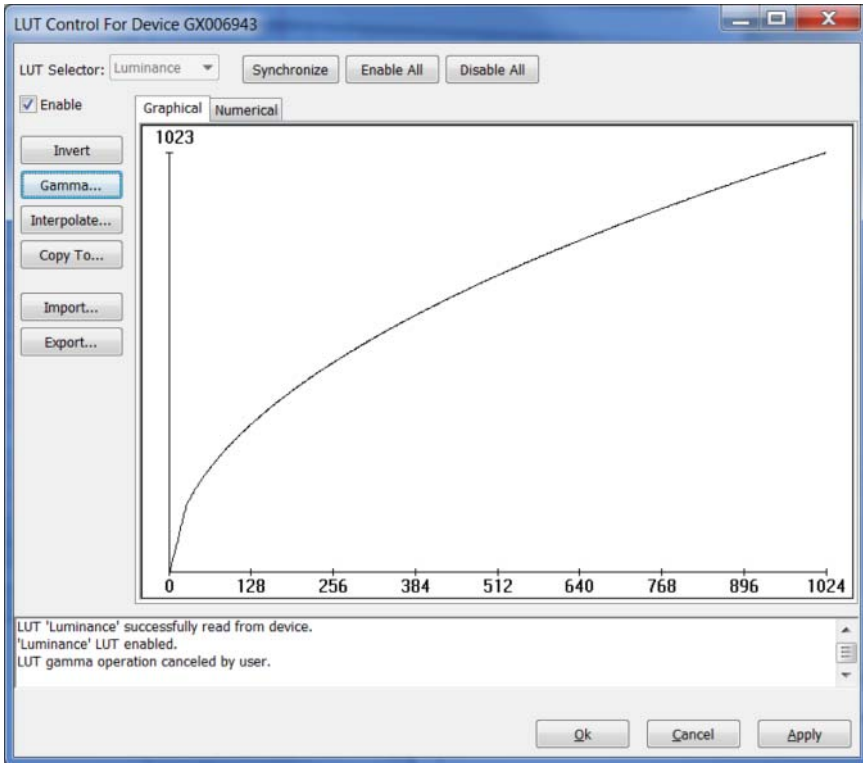 LUT Control For Device GX006943
LUT Selector: Luminance Synchronize Enable All Disable All
Enable Graphical Numerical
1023
Invert
Gamma...
Interpolate...
Copy To...
Import...
Export...
0 128 256 384 512 640 768 896 1024
LUT 'Luminance' successfully read from device.
'Luminance' LUT enabled.
LUT gamma operation canceled by user.
Ok Cancel Apply